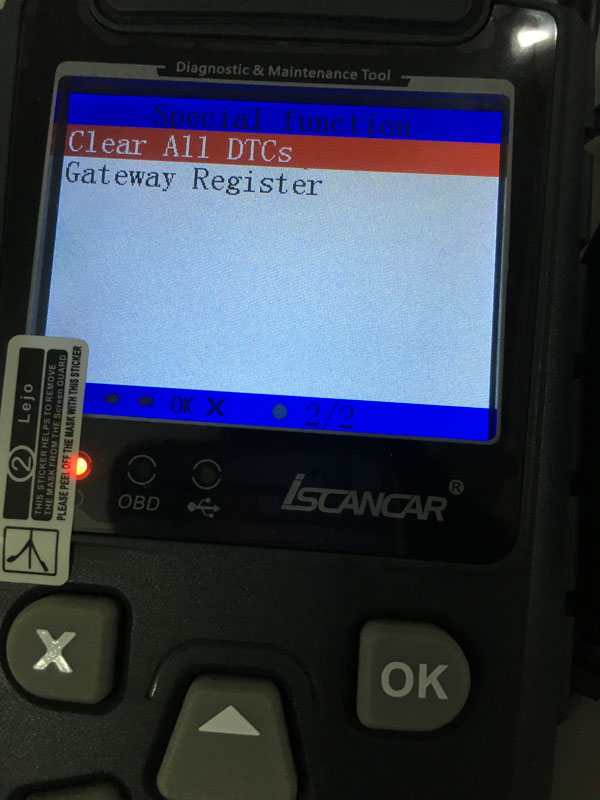 Diagnostic & Maintenance Tool
Special function
Clear All DTCs
Gateway Register
OK X
2/2
OBD
iSCANCAR®
2 Lejo
THIS STICKER HELPS TO REMOVE
THE MASK FROM THE Screen GUARD
PLEASE PEEL OFF THE MASK WITH THIS STICKER
X
OK